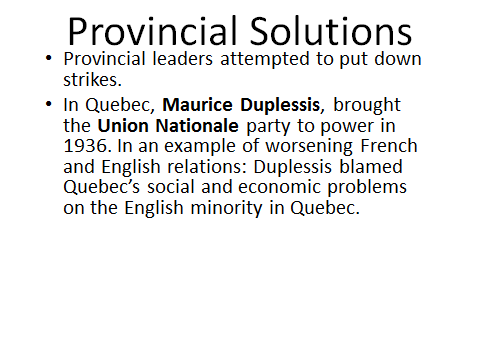 Provincial Solutions
• Provincial leaders attempted to put down
strikes.
• In Quebec, Maurice Duplessis, brought
the Union Nationale party to power in
1936. In an example of worsening French
and English relations: Duplessis blamed
Quebec’s social and economic problems
on the English minority in Quebec.